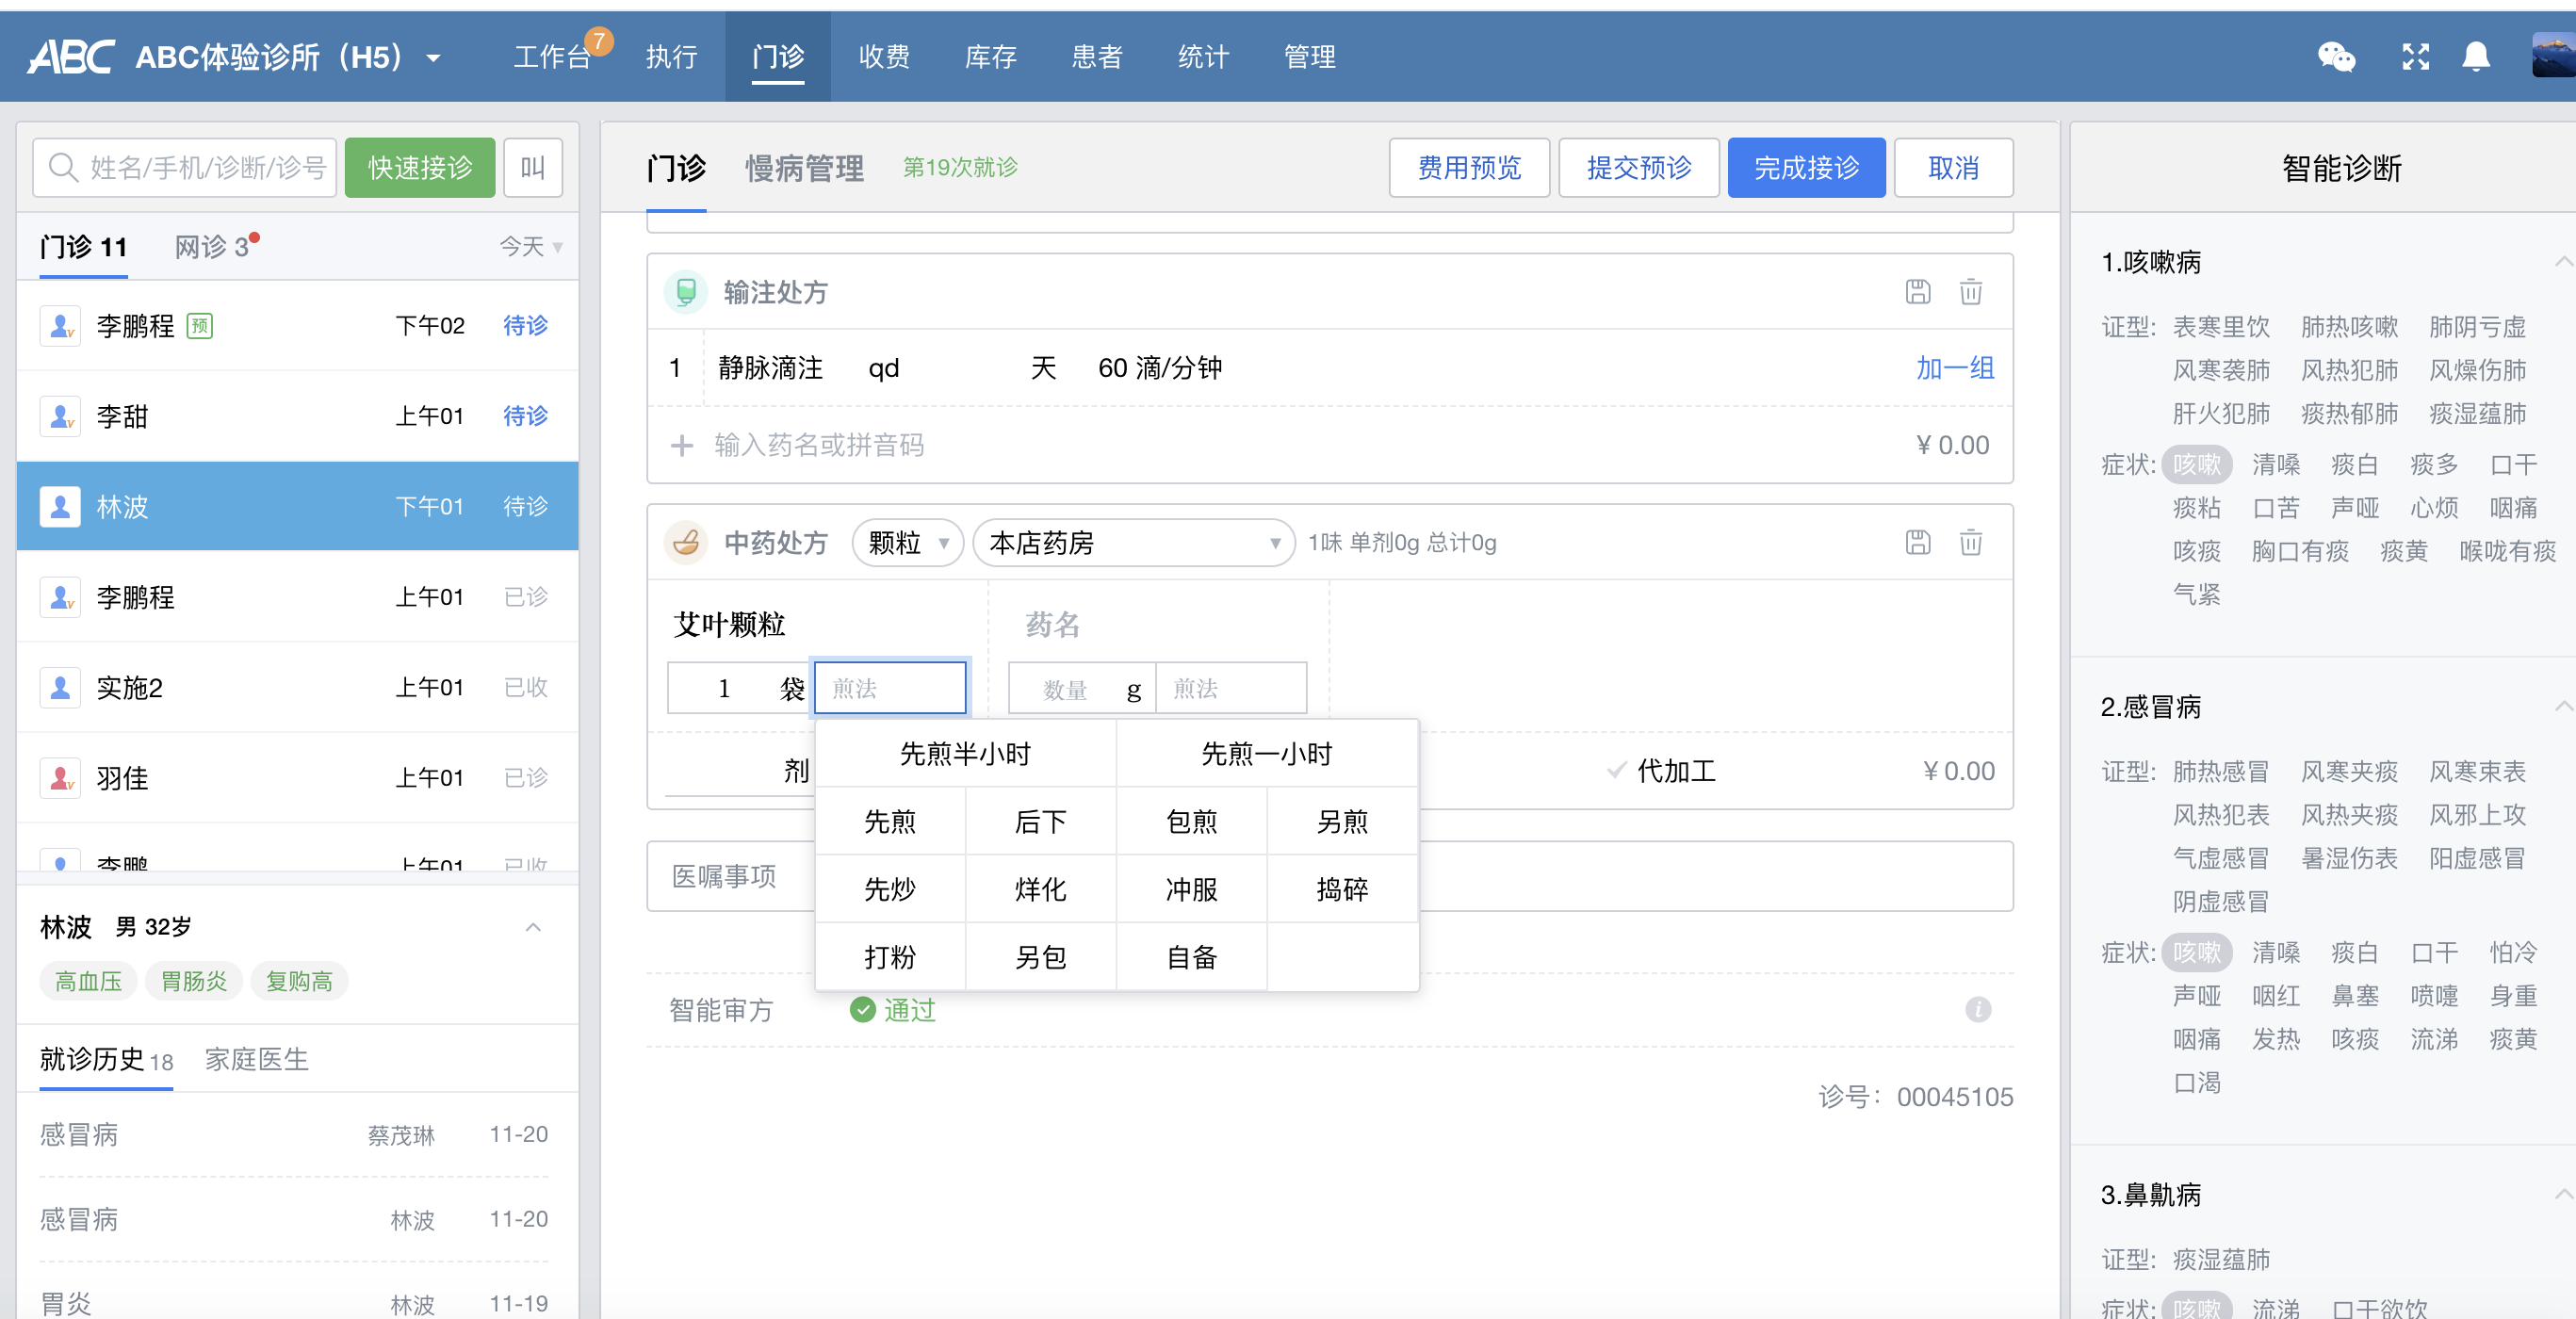 ABC ABC体验诊所（H5） 工作台 7 执行 门诊 收费 库存 患者 统计 管理
姓名/手机/诊断/诊号 快速接诊 叫
门诊 11 网诊 3 今天
李鹏程 预 下午02 待诊
李甜 上午01 待诊
林波 下午01 待诊
李鹏程 上午01 已诊
实施2 上午01 已收
羽佳 上午01 已诊
李鹏 上午01 已收
林波 男 32岁
高血压 胃肠炎 复购高
就诊历史 18 家庭医生
感冒病 蔡茂琳 11-20
感冒病 林波 11-20
胃炎 林波 11-19
门诊 慢病管理 第19次就诊 费用预览 提交预诊 完成接诊 取消
输注处方
1 静脉滴注 qd 天 60 滴/分钟 加一组
输入药名或拼音码 ¥ 0.00
中药处方 颗粒 本店药房 1味 单剂0g 总计0g
艾叶颗粒 药名
1 袋 煎法 数量 g 煎法
剂 代加工 ¥ 0.00
先煎半小时 先煎一小时
先煎 后下 包煎 另煎
先炒 烊化 冲服 捣碎
打粉 另包 自备
医嘱事项
智能审方 通过
诊号： 00045105
智能诊断
1.咳嗽病
证型: 表寒里饮 肺热咳嗽 肺阴亏虚
风寒袭肺 风热犯肺 风燥伤肺
肝火犯肺 痰热郁肺 痰湿蕴肺
症状: 咳嗽 清嗓 痰白 痰多 口干
痰粘 口苦 声哑 心烦 咽痛
咳痰 胸口有痰 痰黄 喉咙有痰
气紧
2.感冒病
证型: 肺热感冒 风寒夹痰 风寒束表
风热犯表 风热夹痰 风邪上攻
气虚感冒 暑湿伤表 阳虚感冒
阴虚感冒
症状: 咳嗽 清嗓 痰白 口干 怕冷
声哑 咽红 鼻塞 喷嚏 身重
咽痛 发热 咳痰 流涕 痰黄
口渴
3.鼻鼽病
证型: 痰湿蕴肺
症状: 咳嗽 流涕 口干欲饮